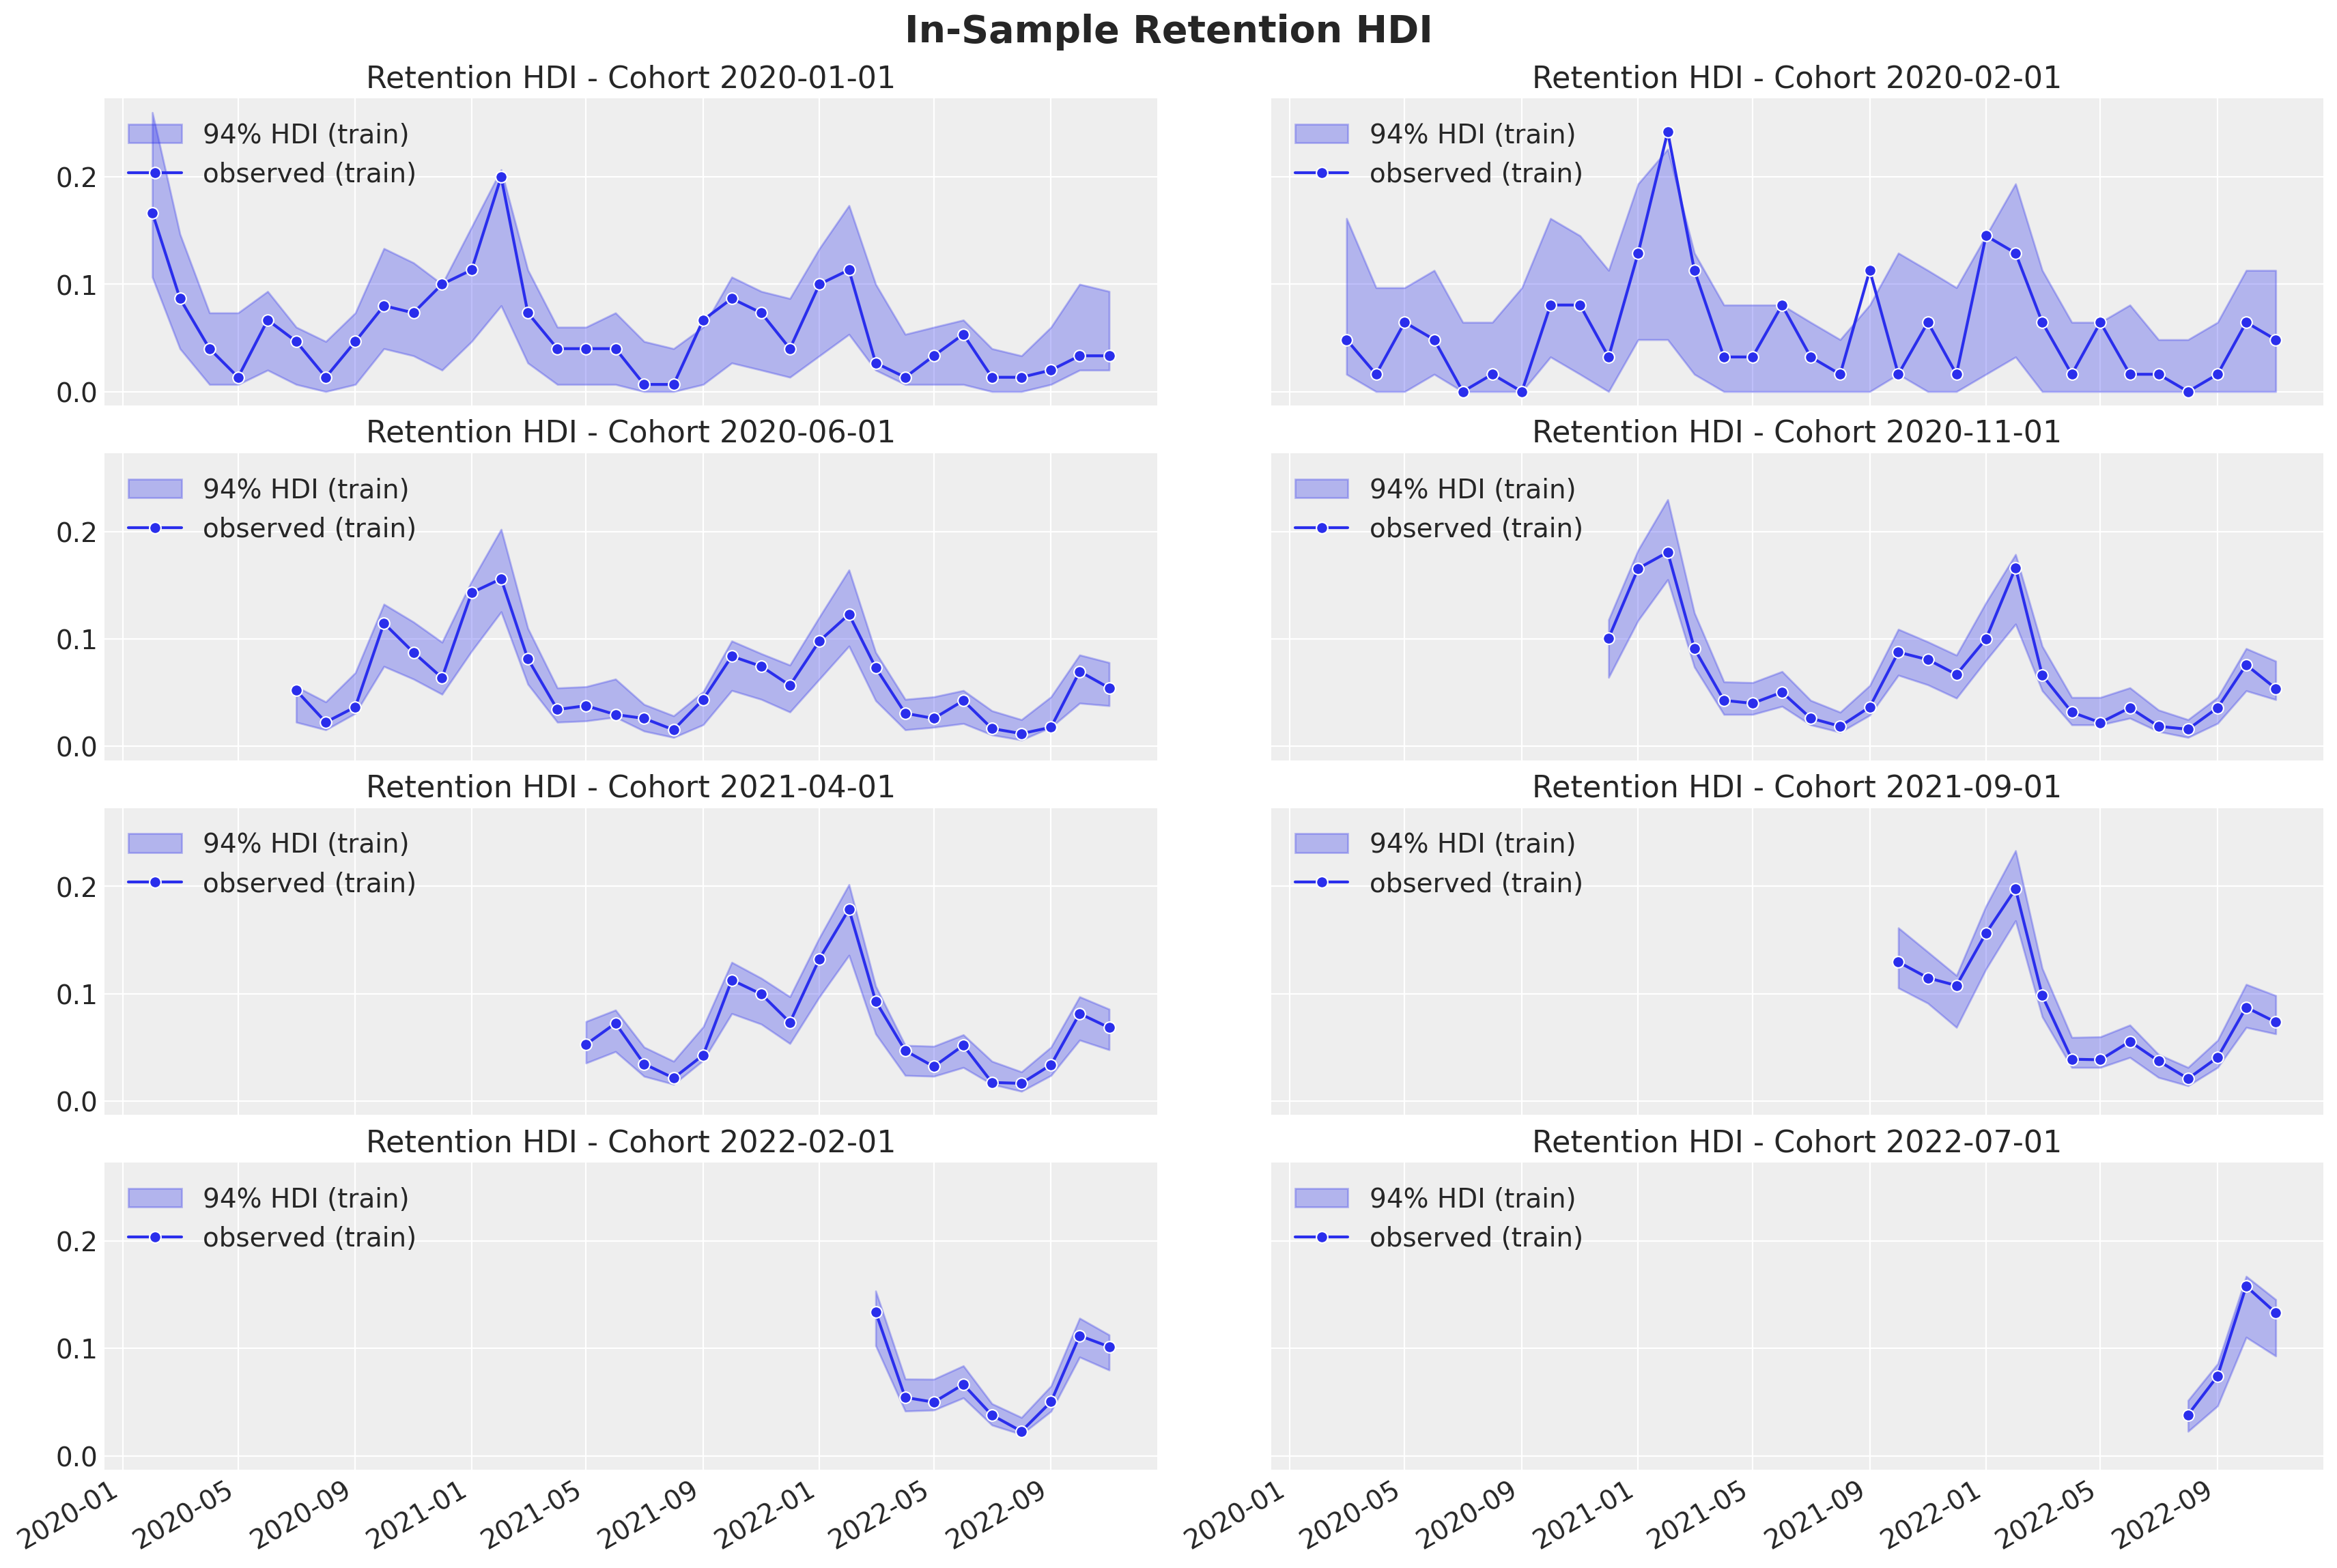 In-Sample Retention HDI
Retention HDI - Cohort 2020-01-01
94% HDI (train)
observed (train)
0.2
0.1
0.0
Retention HDI - Cohort 2020-02-01
94% HDI (train)
observed (train)
Retention HDI - Cohort 2020-06-01
94% HDI (train)
observed (train)
0.2
0.1
0.0
Retention HDI - Cohort 2020-11-01
94% HDI (train)
observed (train)
Retention HDI - Cohort 2021-04-01
94% HDI (train)
observed (train)
0.2
0.1
0.0
Retention HDI - Cohort 2021-09-01
94% HDI (train)
observed (train)
Retention HDI - Cohort 2022-02-01
94% HDI (train)
observed (train)
0.2
0.1
0.0
2020-01
2020-05
2020-09
2021-01
2021-05
2021-09
2022-01
2022-05
2022-09
Retention HDI - Cohort 2022-07-01
94% HDI (train)
observed (train)
2020-01
2020-05
2020-09
2021-01
2021-05
2021-09
2022-01
2022-05
2022-09